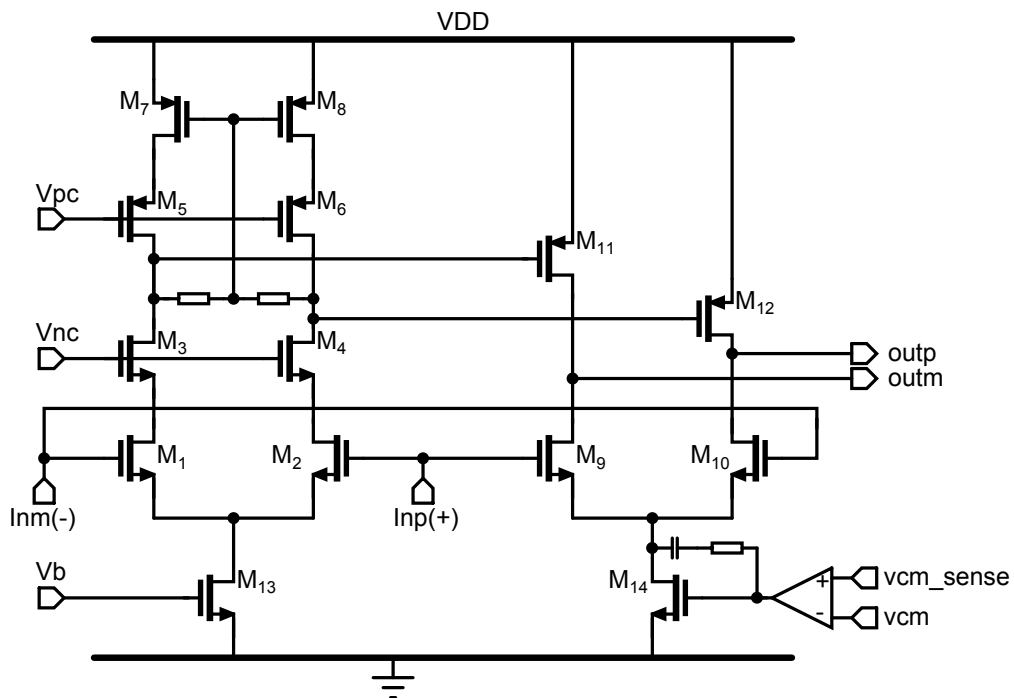 VDD
M7
M8
Vpc
M5
M6
M11
M12
Vnc
M3
M4
outp
outm
M1
M2
M9
M10
Inm(-)
Inp(+)
Vb
M13
M14
+
vcm_sense
-
vcm